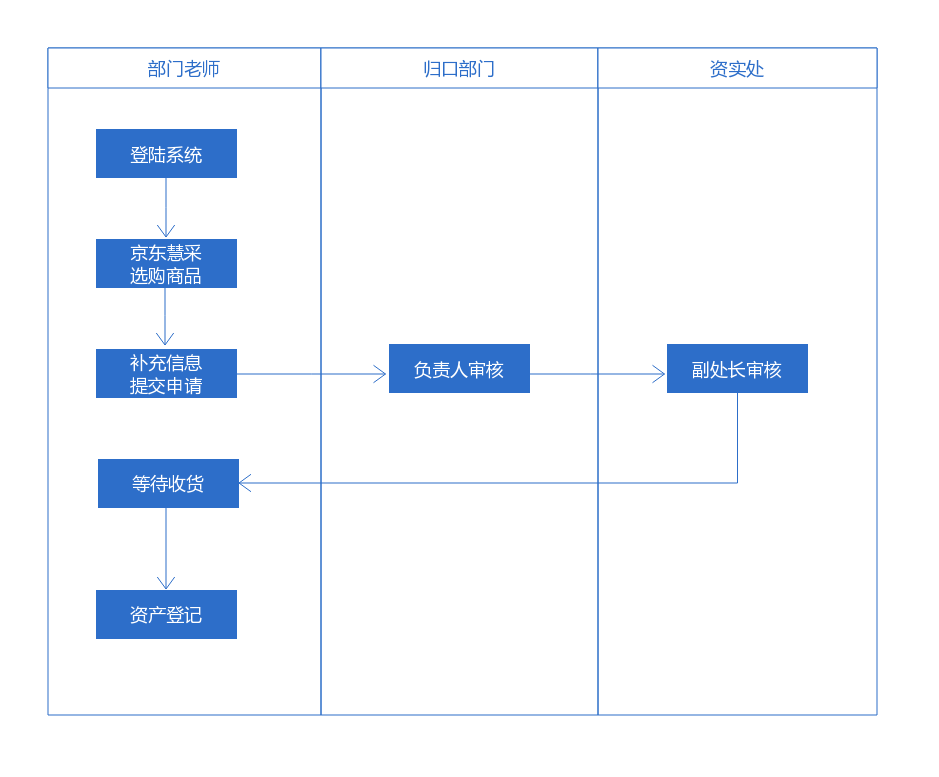 部门老师
归口部门
资实处
登陆系统
京东慧采
选购商品
补充信息
提交申请
负责人审核
副处长审核
等待收货
资产登记